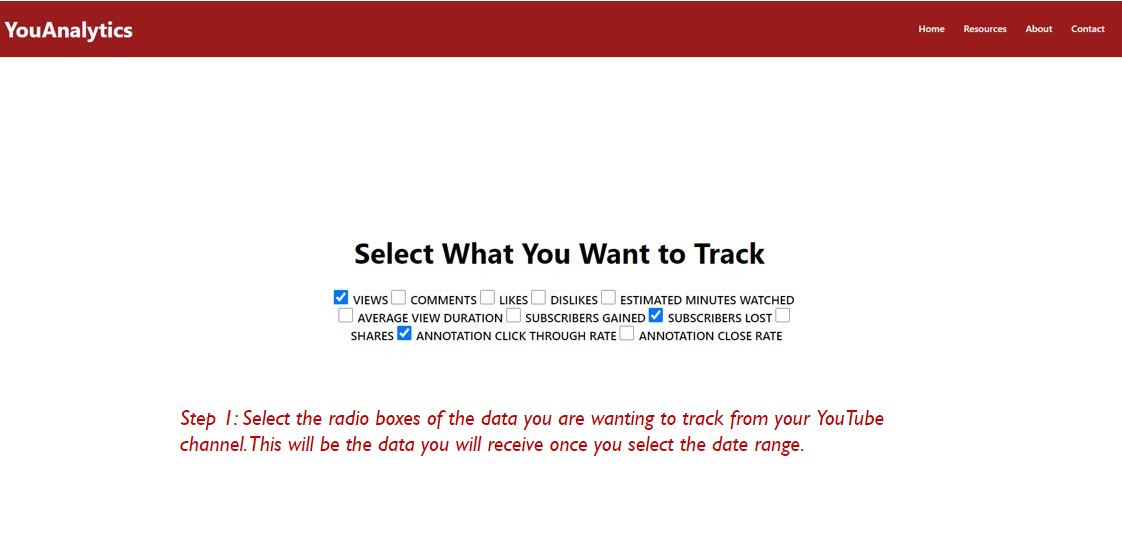 YouAnalytics
Home Resources About Contact
Select What You Want to Track
VIEWS COMMENTS LIKES DISLIKES ESTIMATED MINUTES WATCHED
AVERAGE VIEW DURATION SUBSCRIBERS GAINED SUBSCRIBERS LOST
SHARES ANNOTATION CLICK THROUGH RATE ANNOTATION CLOSE RATE
Step 1: Select the radio boxes of the data you are wanting to track from your YouTube
channel. This will be the data you will receive once you select the date range.